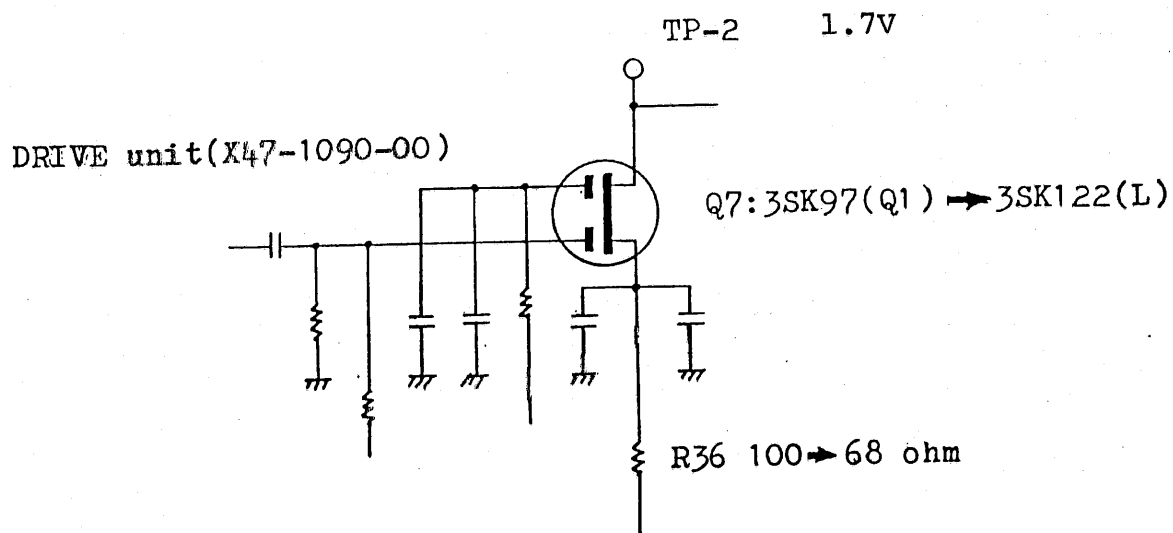 TP-2 1.7V
DRIVE unit(X47-1090-00)
Q7:3SK97(Q1)→3SK122(L)
R36 100→68 ohm